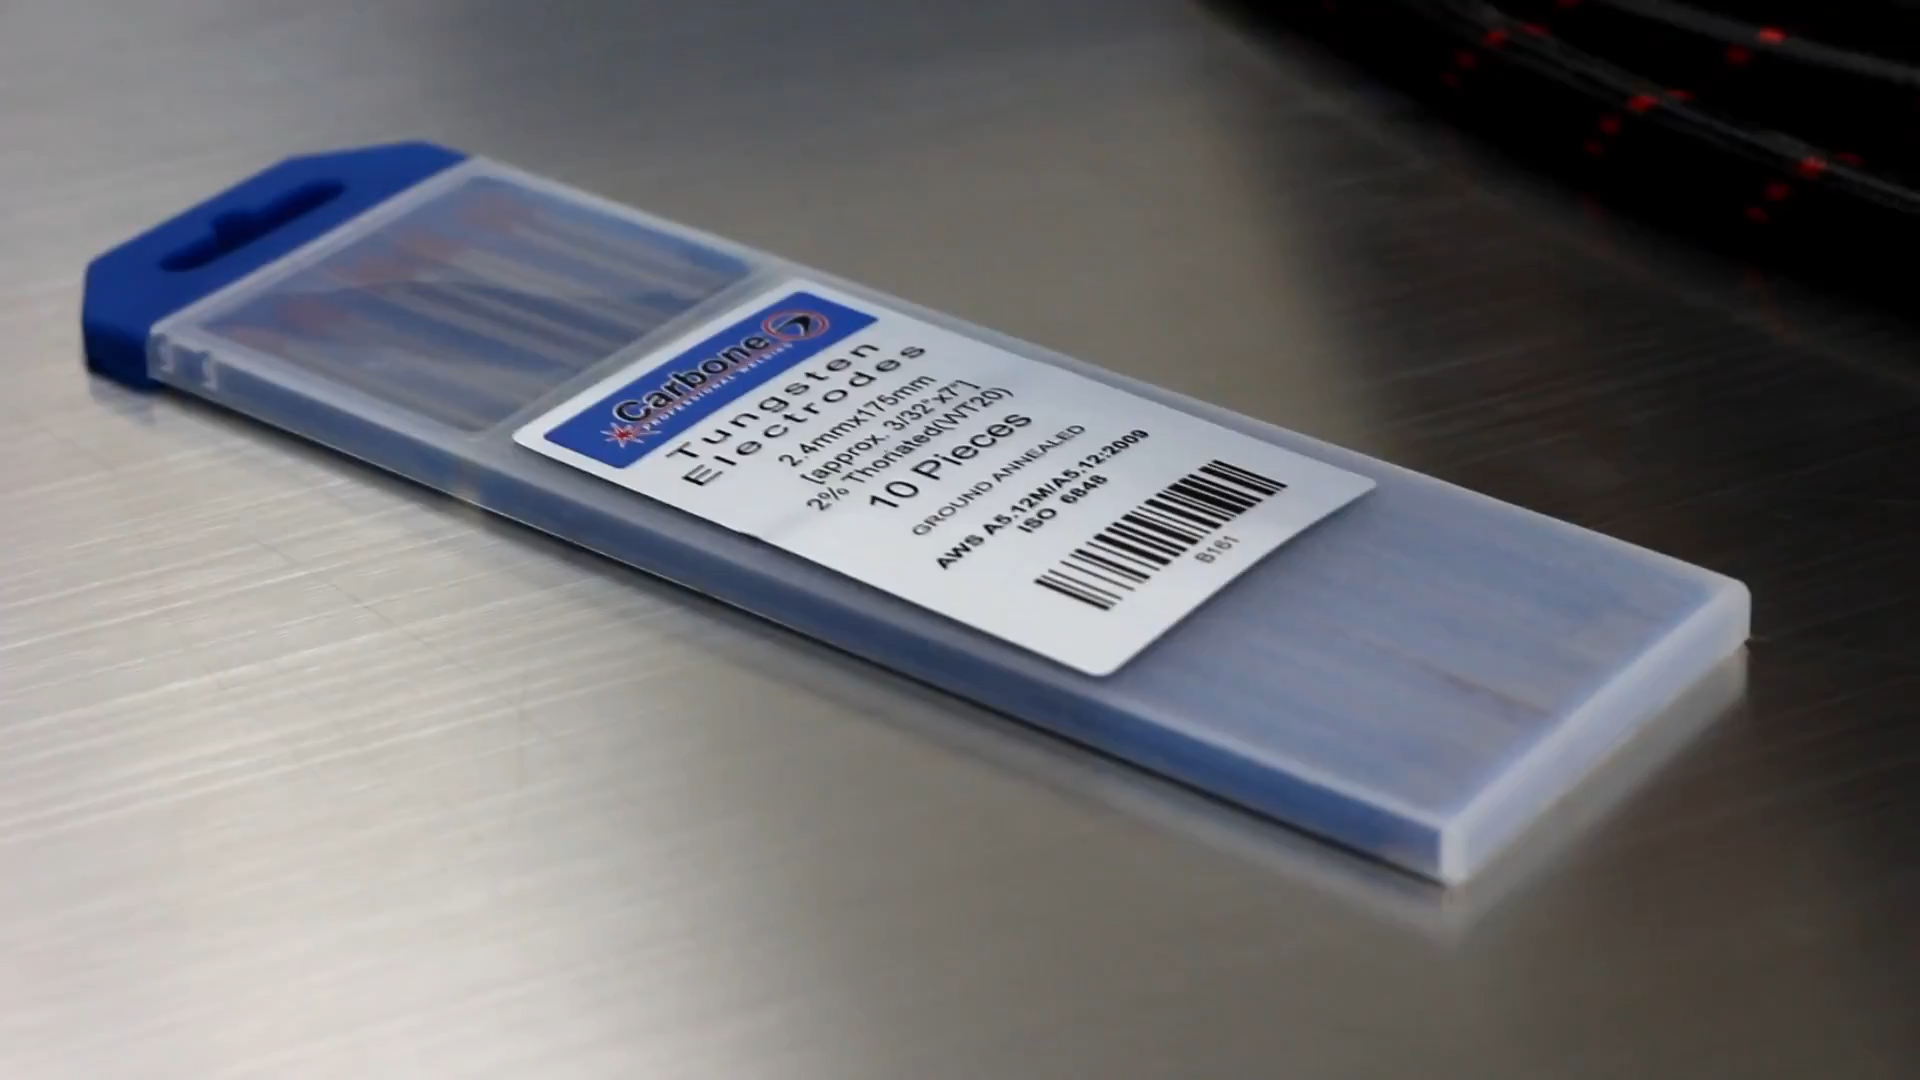 Carbone
PROFESSIONAL WELDING
Tungsten
Electrodes
2.4mmx175mm
[approx. 3/32"x7"]
2% Thoriated(WT20)
10 Pieces
GROUND ANNEALED
AWS A5.12M/A5.12:2009
ISO 6848
B161